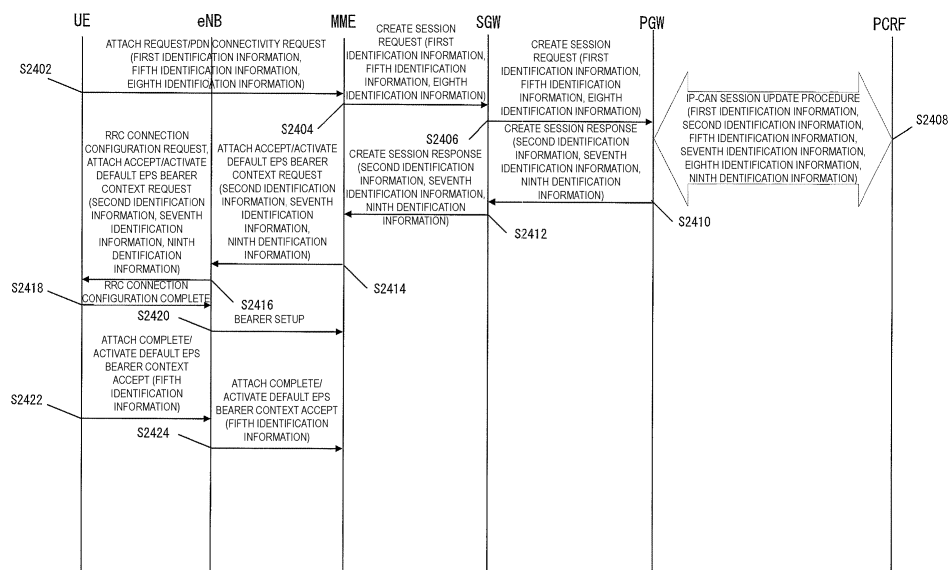 UE
eNB
MME
SGW
PGW
PCRF
ATTACH REQUEST/PDN CONNECTIVITY REQUEST
(FIRST IDENTIFICATION INFORMATION,
FIFTH IDENTIFICATION INFORMATION,
EIGHTH IDENTIFICATION INFORMATION)
S2402
CREATE SESSION
REQUEST (FIRST
IDENTIFICATION INFORMATION,
FIFTH IDENTIFICATION
INFORMATION, EIGHTH
IDENTIFICATION INFORMATION)
S2404
CREATE SESSION
REQUEST (FIRST
IDENTIFICATION INFORMATION,
FIFTH IDENTIFICATION
INFORMATION, EIGHTH
IDENTIFICATION INFORMATION)
S2406
IP-CAN SESSION UPDATE PROCEDURE
(FIRST IDENTIFICATION INFORMATION,
SECOND IDENTIFICATION INFORMATION,
FIFTH IDENTIFICATION INFORMATION,
SEVENTH IDENTIFICATION INFORMATION,
EIGHTH IDENTIFICATION INFORMATION,
NINTH DENTIFICATION INFORMATION)
S2408
CREATE SESSION RESPONSE
(SECOND IDENTIFICATION
INFORMATION, SEVENTH
IDENTIFICATION INFORMATION,
NINTH DENTIFICATION
INFORMATION)
S2410
CREATE SESSION RESPONSE
(SECOND IDENTIFICATION
INFORMATION, SEVENTH
IDENTIFICATION INFORMATION,
NINTH DENTIFICATION
INFORMATION)
S2412
ATTACH ACCEPT/ACTIVATE
DEFAULT EPS BEARER
CONTEXT REQUEST
(SECOND IDENTIFICATION
INFORMATION, SEVENTH
IDENTIFICATION
INFORMATION,
NINTH DENTIFICATION
INFORMATION)
S2414
RRC CONNECTION
CONFIGURATION REQUEST,
ATTACH ACCEPT/ACTIVATE
DEFAULT EPS BEARER
CONTEXT REQUEST
(SECOND IDENTIFICATION
INFORMATION, SEVENTH
IDENTIFICATION
INFORMATION, NINTH
DENTIFICATION
INFORMATION)
S2416
S2418
RRC CONNECTION
CONFIGURATION COMPLETE
S2420
BEARER SETUP
ATTACH COMPLETE/
ACTIVATE DEFAULT EPS
BEARER CONTEXT
ACCEPT (FIFTH
IDENTIFICATION
INFORMATION)
S2422
ATTACH COMPLETE/
ACTIVATE DEFAULT EPS
BEARER CONTEXT ACCEPT
(FIFTH IDENTIFICATION
INFORMATION)
S2424